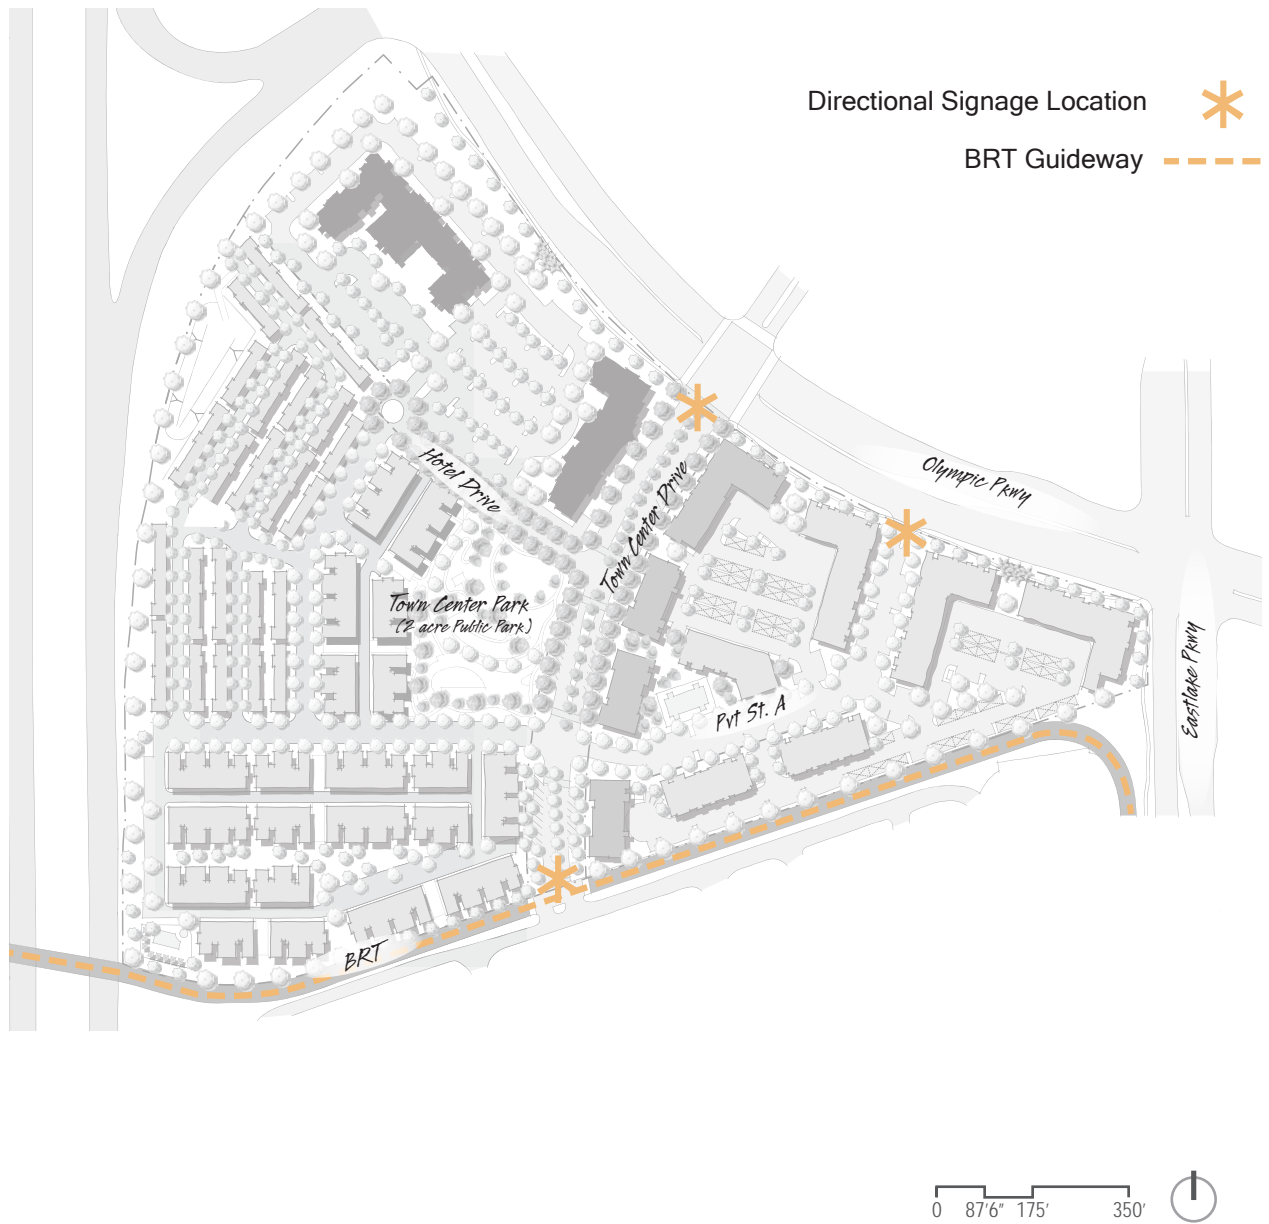 Directional Signage Location
BRT Guideway
Hotel Drive
Town Center Drive
Olympic Pkwy
Town Center Park
(2 acre Public Park)
Eastlake Pkwy
Pvt St. A
BRT
0 87'6" 175' 350'